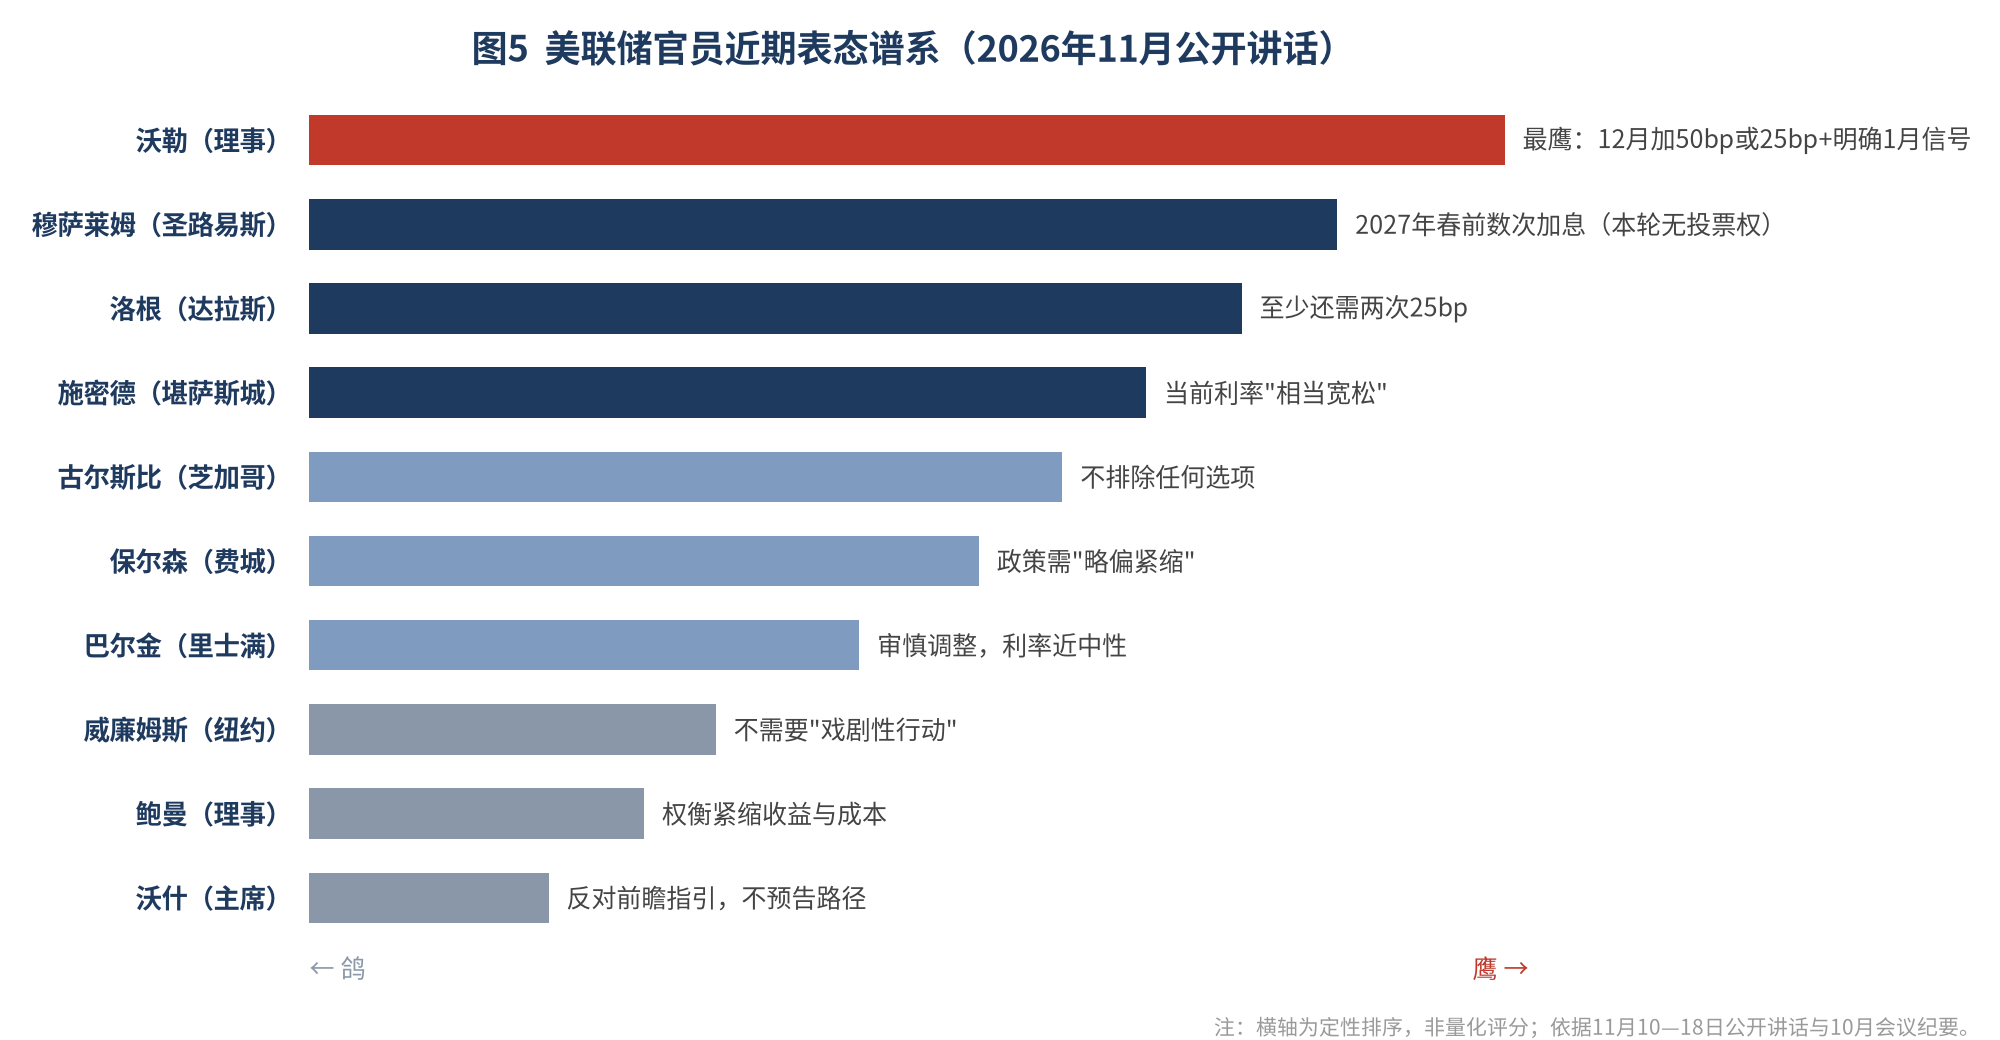 图5 美联储官员近期表态谱系（2026年11月公开讲话）
沃勒（理事） 最鹰：12月加50bp或25bp+明确1月信号
穆萨莱姆（圣路易斯） 2027年春前数次加息（本轮无投票权）
洛根（达拉斯） 至少还需两次25bp
施密德（堪萨斯城） 当前利率"相当宽松"
古尔斯比（芝加哥） 不排除任何选项
保尔森（费城） 政策需"略偏紧缩"
巴尔金（里士满） 审慎调整，利率近中性
威廉姆斯（纽约） 不需要"戏剧性行动"
鲍曼（理事） 权衡紧缩收益与成本
沃什（主席） 反对前瞻指引，不预告路径
← 鸽 鹰 →
注：横轴为定性排序，非量化评分；依据11月10—18日公开讲话与10月会议纪要。